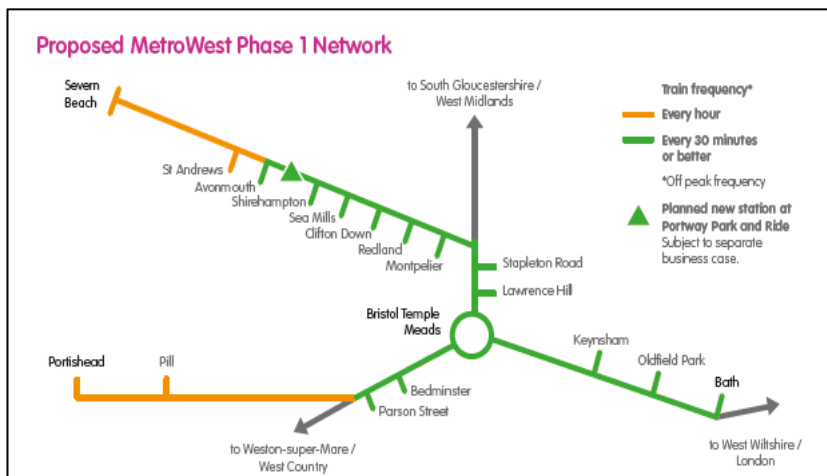 Proposed MetroWest Phase 1 Network
Severn
Beach
to South Gloucestershire /
West Midlands
Train frequency*
Every hour
Every 30 minutes
or better
*Off peak frequency
Planned new station at
Portway Park and Ride
Subject to separate
business case.
St Andrews
Avonmouth
Shirehampton
Sea Mills
Clifton Down
Redland
Montpelier
Stapleton Road
Lawrence Hill
Bristol Temple
Meads
Keynsham
Oldfield Park
Bath
Portishead
Pill
Bedminster
Parson Street
to Weston-super-Mare /
West Country
to West Wiltshire /
London